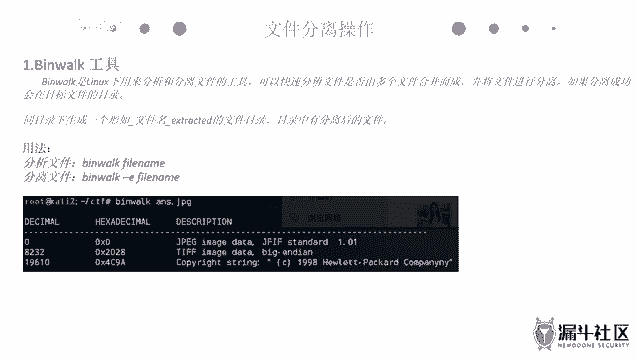 文件分离操作
1.Binwalk 工具
Binwalk是Linux下用来分析和分离文件的工具，可以快速分辨文件是否由多个文件合并而成，并将文件进行分离。如果分离成功
会在目标文件的目录。
同目录下生成一个形如_文件名_extracted的文件目录，目录中有分离后的文件。
用法：
分析文件：binwalk filename
分离文件：binwalk –e filename
root@kali2:~/ctf# binwalk ans.jpg
DECIMAL HEXADECIMAL DESCRIPTION
0 0x0 JPEG image data, JFIF standard 1.01
8232 0x2028 TIFF image data, big-endian
19610 0x4C9A Copyright string: " (c) 1998 Hewlett-Packard Companyny"
漏斗社区
NEWDOONE SECURITY